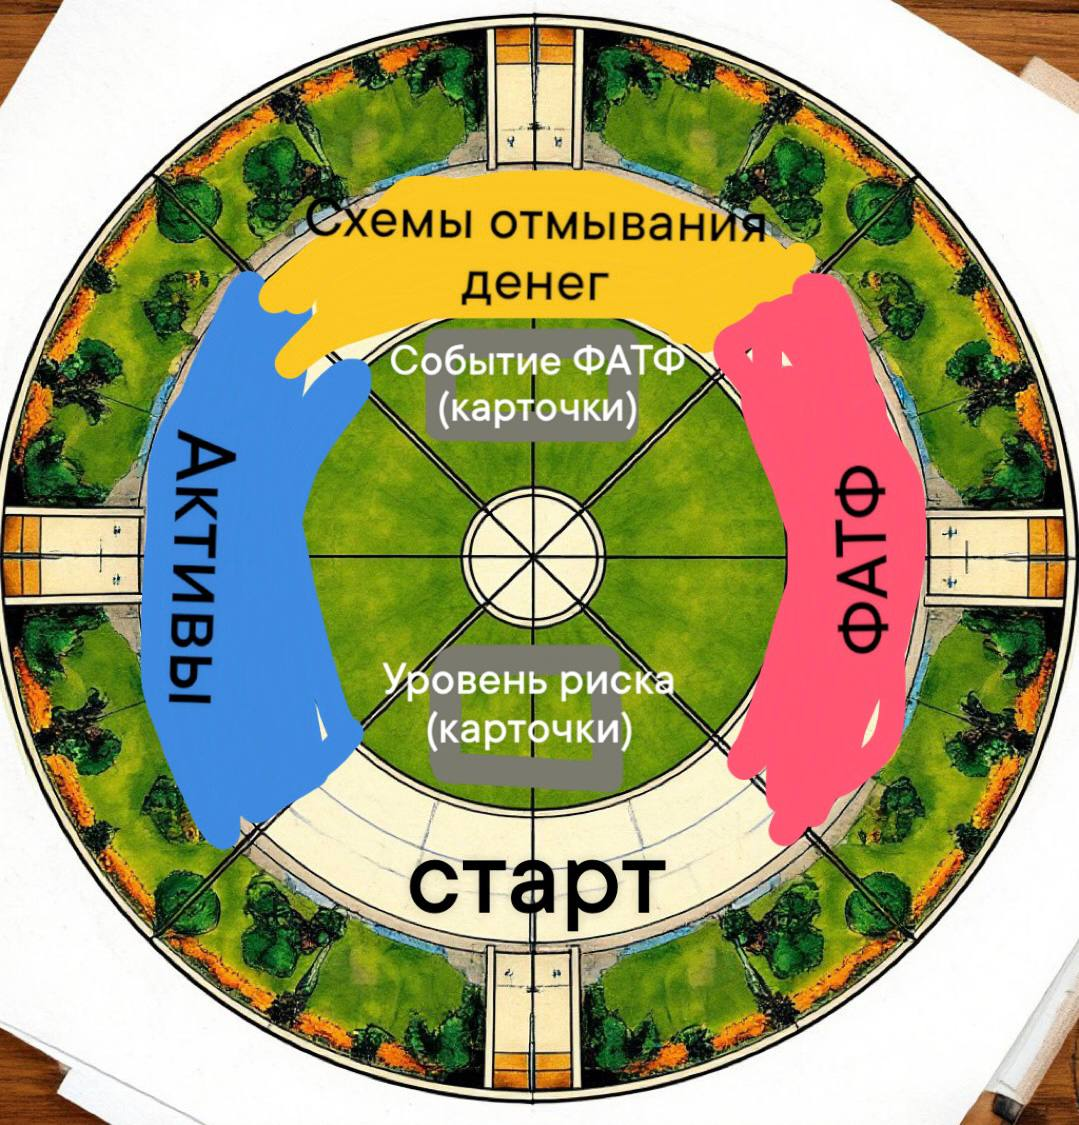 Схемы отмывания
денег
Событие ФАТФ
(карточки)
Активы
ФАТФ
Уровень риска
(карточки)
старт